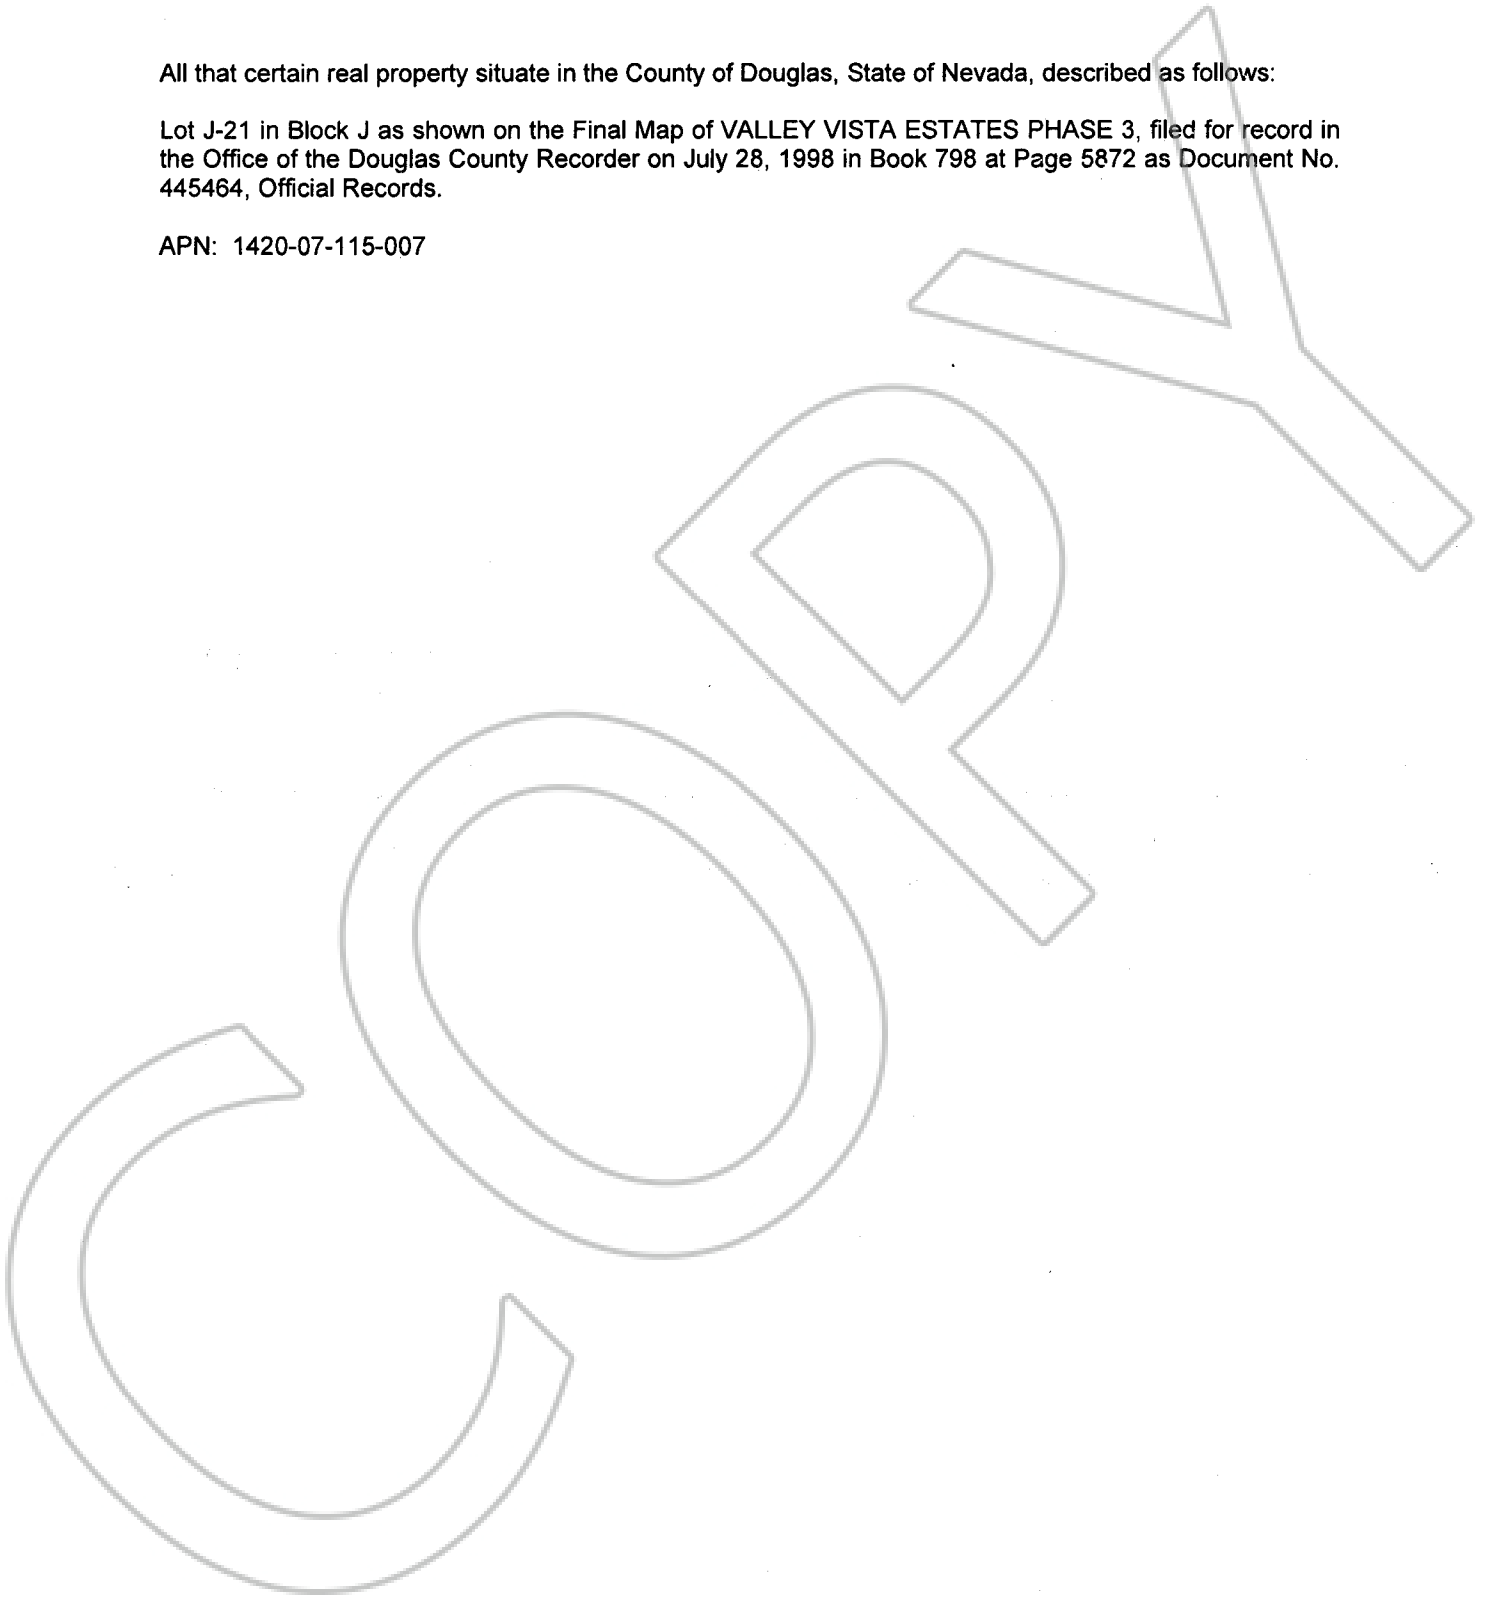 All that certain real property situate in the County of Douglas, State of Nevada, described as follows:
Lot J-21 in Block J as shown on the Final Map of VALLEY VISTA ESTATES PHASE 3, filed for record in
the Office of the Douglas County Recorder on July 28, 1998 in Book 798 at Page 5872 as Document No.
445464, Official Records.
APN: 1420-07-115-007
COPY